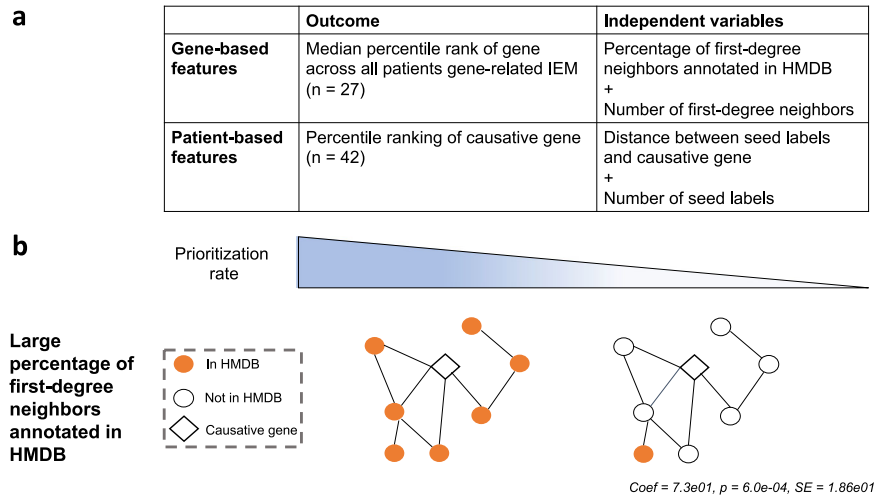 a
Outcome
Independent variables
Gene-based
features
Median percentile rank of gene
across all patients gene-related IEM
(n = 27)
Percentage of first-degree
neighbors annotated in HMDB
+
Number of first-degree neighbors
Patient-based
features
Percentile ranking of causative gene
(n = 42)
Distance between seed labels
and causative gene
+
Number of seed labels
b
Prioritization
rate
Large
percentage of
first-degree
neighbors
annotated in
HMDB
In HMDB
Not in HMDB
Causative gene
Coef = 7.3e01, p = 6.0e-04, SE = 1.86e01